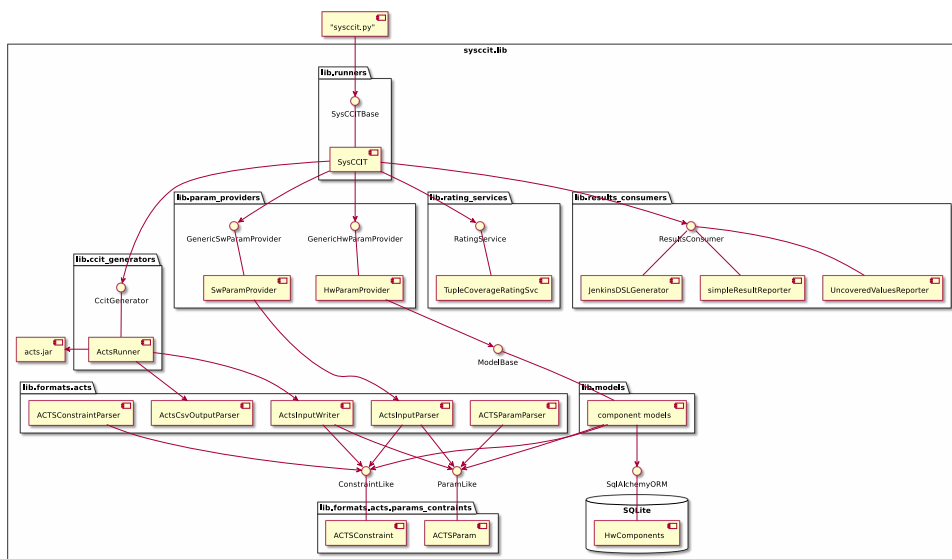 "sysccit.py"
sysccit.lib
lib.runners
SysCCITBase
SysCCIT
lib.param_providers
lib.rating_services
lib.results_consumers
GenericSwParamProvider
GenericHwParamProvider
RatingService
ResultsConsumer
lib.ccit_generators
CcitGenerator
SwParamProvider
HwParamProvider
TupleCoverageRatingSvc
JenkinsDSLGenerator
simpleResultReporter
UncoveredValuesReporter
acts.jar
ActsRunner
ModelBase
lib.formats.acts
lib.models
ACTSConstraintParser
ActsCsvOutputParser
ActsInputWriter
ActsInputParser
ACTSParamParser
component models
ConstraintLike
ParamLike
SqlAlchemyORM
lib.formats.acts.params_contraints
SQLite
ACTSConstraint
ACTSParam
HwComponents